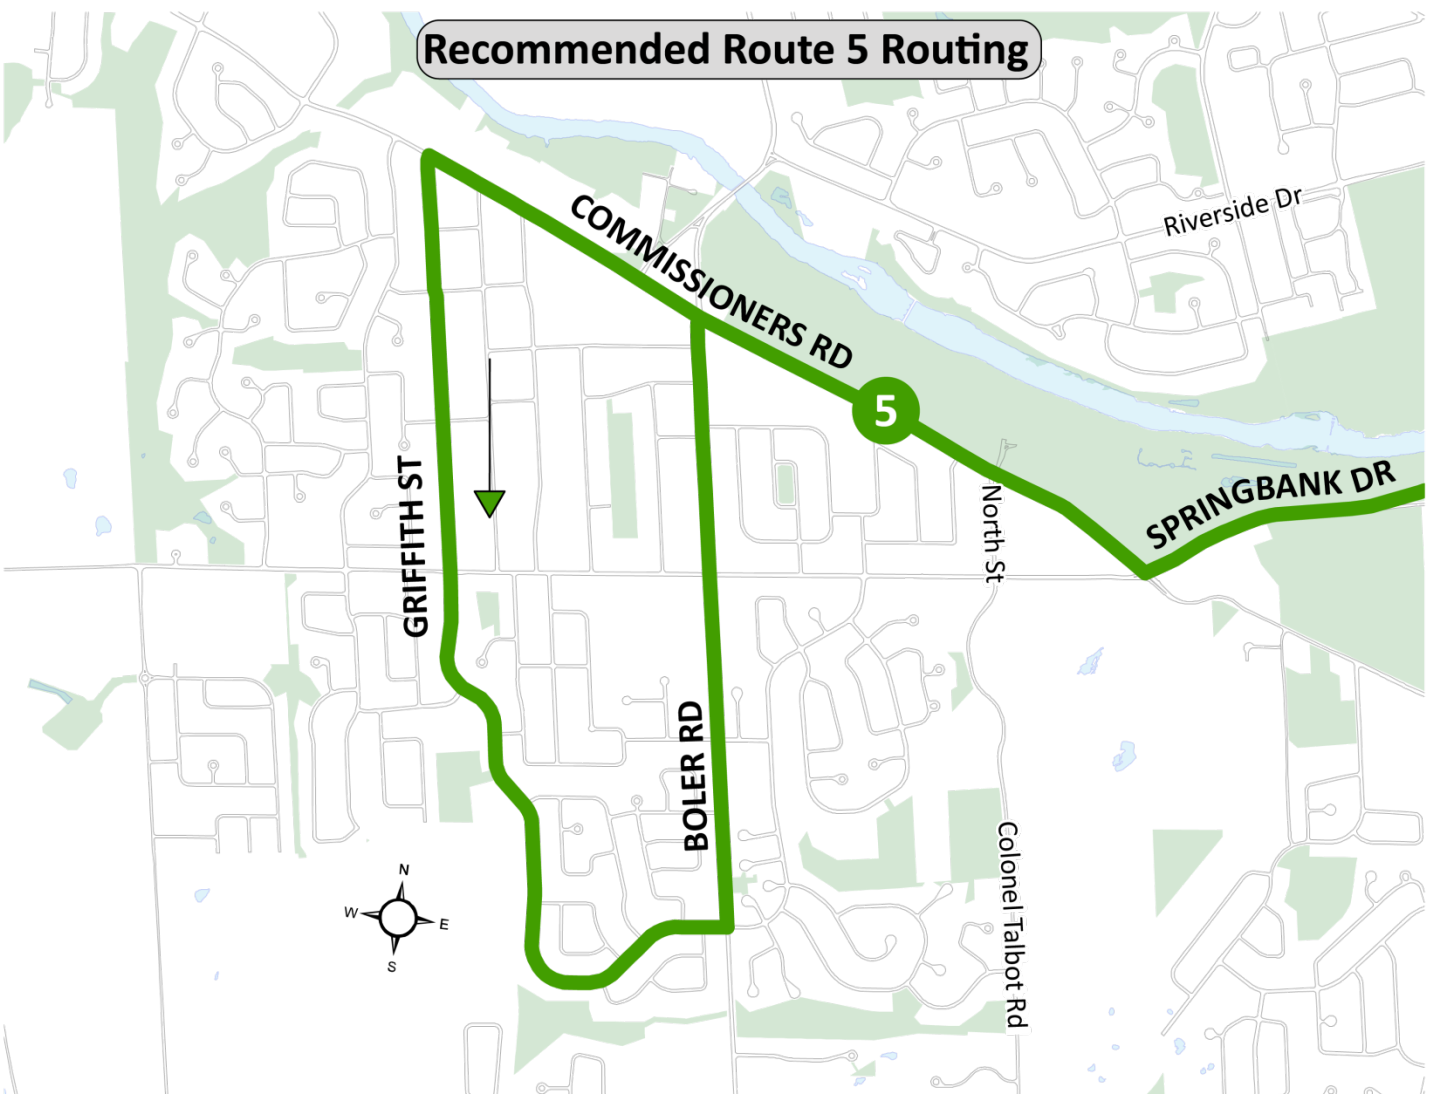 Recommended Route 5 Routing
COMMISSIONERS RD
Riverside Dr
5
SPRINGBANK DR
GRIFFITH ST
North St
BOLER RD
Colonel Talbot Rd
N
W
E
S